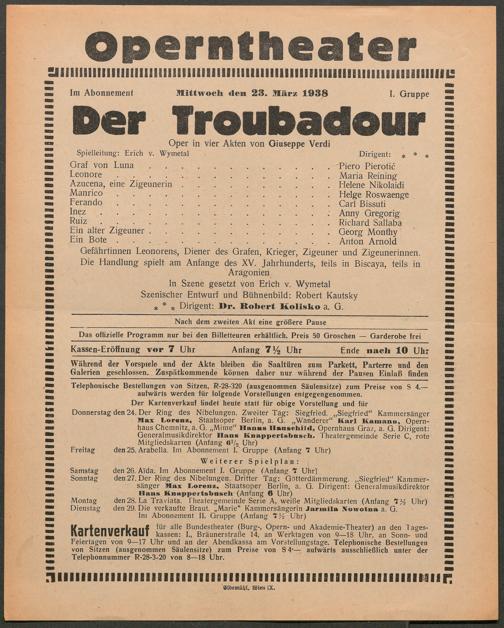 Operntheater
Im Abonnement Mittwoch den 23. März 1938 I. Gruppe
Der Troubadour
Oper in vier Akten von Giuseppe Verdi
Spielleitung: Erich v. Wymetal Dirigent: * * *
Graf von Luna . . . . . . . . Piero Pierotić
Leonore . . . . . . . . Maria Reining
Azucena, eine Zigeunerin . . . . . . . . Helene Nikolaidi
Manrico . . . . . . . . Helge Roswaenge
Ferando . . . . . . . . Carl Bissuti
Inez . . . . . . . . Anny Gregorig
Ruiz . . . . . . . . Richard Sallaba
Ein alter Zigeuner . . . . . . . . Georg Monthy
Ein Bote . . . . . . . . Anton Arnold
Gefährtinnen Leonorens, Diener des Grafen, Krieger, Zigeuner und Zigeunerinnen.
Die Handlung spielt am Anfange des XV. Jahrhunderts, teils in Biscaya, teils in
Aragonien
In Szene gesetzt von Erich v. Wymetal
Szenischer Entwurf und Bühnenbild: Robert Kautsky
* * * Dirigent: Dr. Robert Kolisko a. G.
Nach dem zweiten Akt eine größere Pause
Das offizielle Programm nur bei den Billetteuren erhältlich. Preis 50 Groschen — Garderobe frei
Kassen-Eröffnung vor 7 Uhr Anfang 7½ Uhr Ende nach 10 Uhr
Während der Vorspiele und der Akte bleiben die Saaltüren zum Parkett, Parterre und den
Galerien geschlossen. Zuspätkommende können daher nur während der Pausen Einlaß finden
Telephonische Bestellungen von Sitzen, R-28-320 (ausgenommen Säulensitze) zum Preise von S 4.—
aufwärts werden für folgende Vorstellungen entgegengenommen.
Der Kartenverkauf findet heute statt für obige Vorstellung und für
Donnerstag den 24. Der Ring des Nibelungen. Zweiter Tag: Siegfried. „Siegfried" Kammersänger
Max Lorenz, Staatsoper Berlin, a. G. „Wanderer" Karl Kamann, Opern-
haus Chemnitz, a. G. „Mime" Hanns Hauschild, Opernhaus Graz, a. G. Dirigent:
Generalmusikdirektor Hans Knappertsbusch. Theatergemeinde Serie C, rote
Mitgliedskarten (Anfang 6½ Uhr)
Freitag den 25. Arabella. Im Abonnement I. Gruppe (Anfang 7 Uhr)
Weiterer Spielplan:
Samstag den 26. Aida. Im Abonnement I. Gruppe (Anfang 7 Uhr)
Sonntag den 27. Der Ring des Nibelungen. Dritter Tag: Götterdämmerung. „Siegfried" Kammer-
sänger Max Lorenz, Staatsoper Berlin, a. G. Dirigent: Generalmusikdirektor
Hans Knappertsbusch (Anfang 6 Uhr)
Montag den 28. La Traviata. Theatergemeinde Serie A, weiße Mitgliedskarten (Anfang 7½ Uhr)
Dienstag den 29. Die verkaufte Braut. „Marie" Kammersängerin Jarmila Novotna a. G.
Im Abonnement II. Gruppe (Anfang 7½ Uhr)
Kartenverkauf für alle Bundestheater (Burg-, Opern- und Akademie-Theater) an den Tages-
kassen: I., Bräunerstraße 14, an Werktagen von 9—18 Uhr, an Sonn- und
Feiertagen von 9—17 Uhr und an der Abendkassa am Vorstellungstage. Telephonische Bestellungen
von Sitzen (ausgenommen Säulensitze) zum Preise von S 4·— aufwärts ausschließlich unter der
Telephonnummer R-28-3-20 von 8—18 Uhr.
Elbemühl, Wien IX.